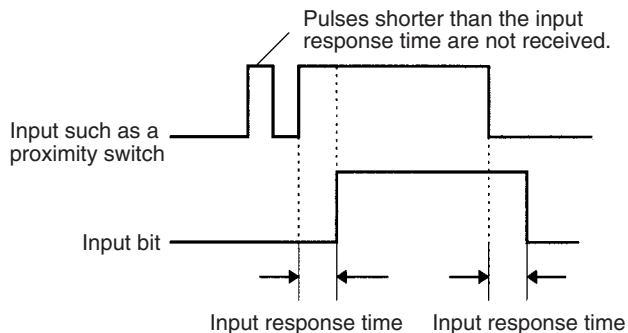 Pulses shorter than the input
response time are not received.
Input such as a
proximity switch
Input bit
Input response time
Input response time